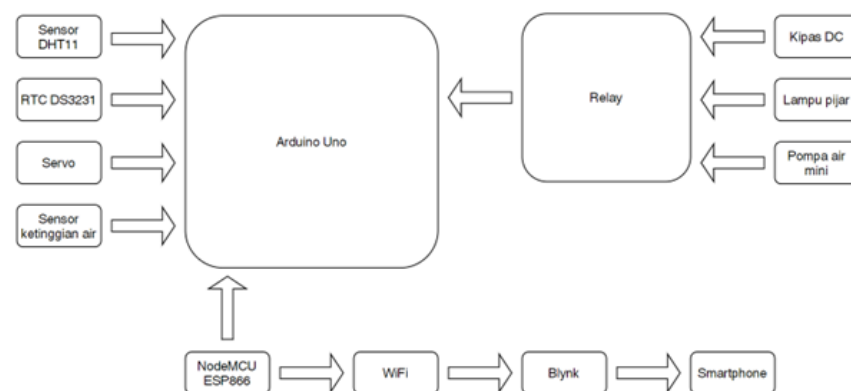 Sensor
DHT11
RTC DS3231
Servo
Sensor
ketinggian air
Arduino Uno
Relay
Kipas DC
Lampu pijar
Pompa air
mini
NodeMCU
ESP866
WiFi
Blynk
Smartphone